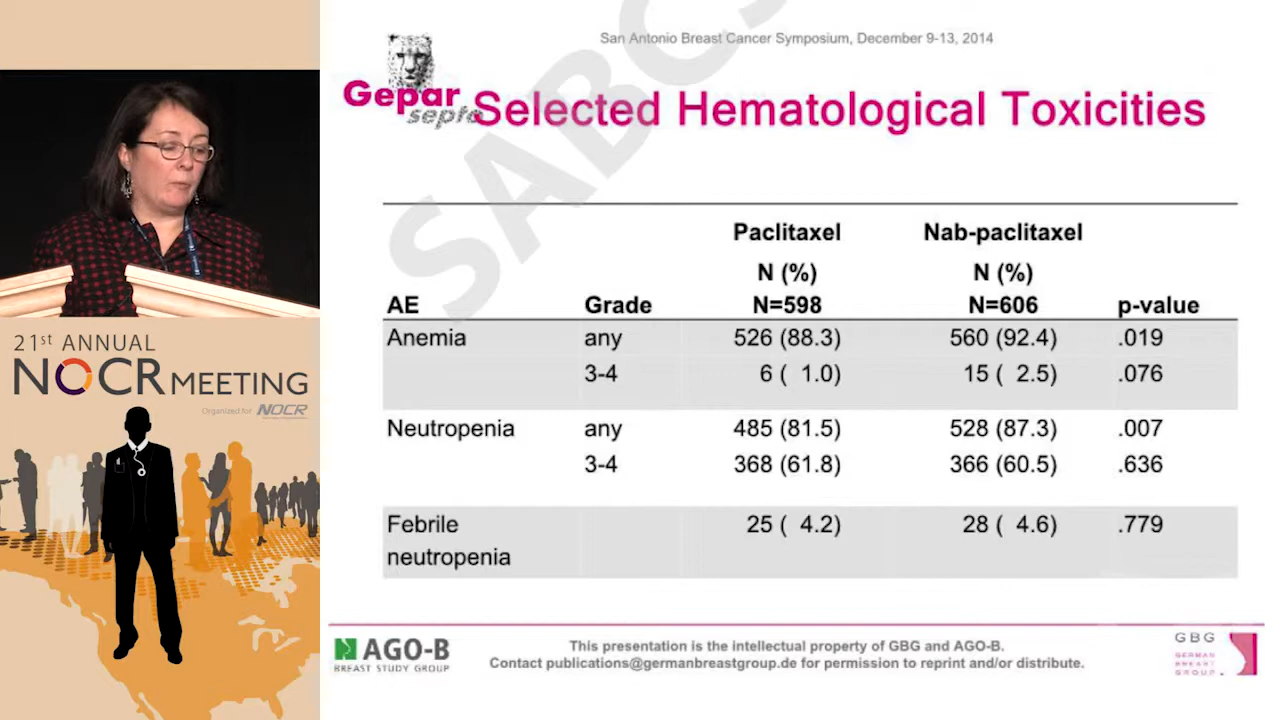 San Antonio Breast Cancer Symposium, December 9-13, 2014
Gepar
septo
Selected Hematological Toxicities
SABCS
Paclitaxel Nab-paclitaxel
N (%) N (%)
AE Grade N=598 N=606 p-value
Anemia any 526 (88.3) 560 (92.4) .019
3-4 6 ( 1.0) 15 ( 2.5) .076
Neutropenia any 485 (81.5) 528 (87.3) .007
3-4 368 (61.8) 366 (60.5) .636
Febrile 25 ( 4.2) 28 ( 4.6) .779
neutropenia
21st ANNUAL
NOCR MEETING
Organized for NOCR
AGO-B
BREAST STUDY GROUP
This presentation is the intellectual property of GBG and AGO-B.
Contact publications@germanbreastgroup.de for permission to reprint and/or distribute.
GBG
GERMAN
BREAST
GROUP